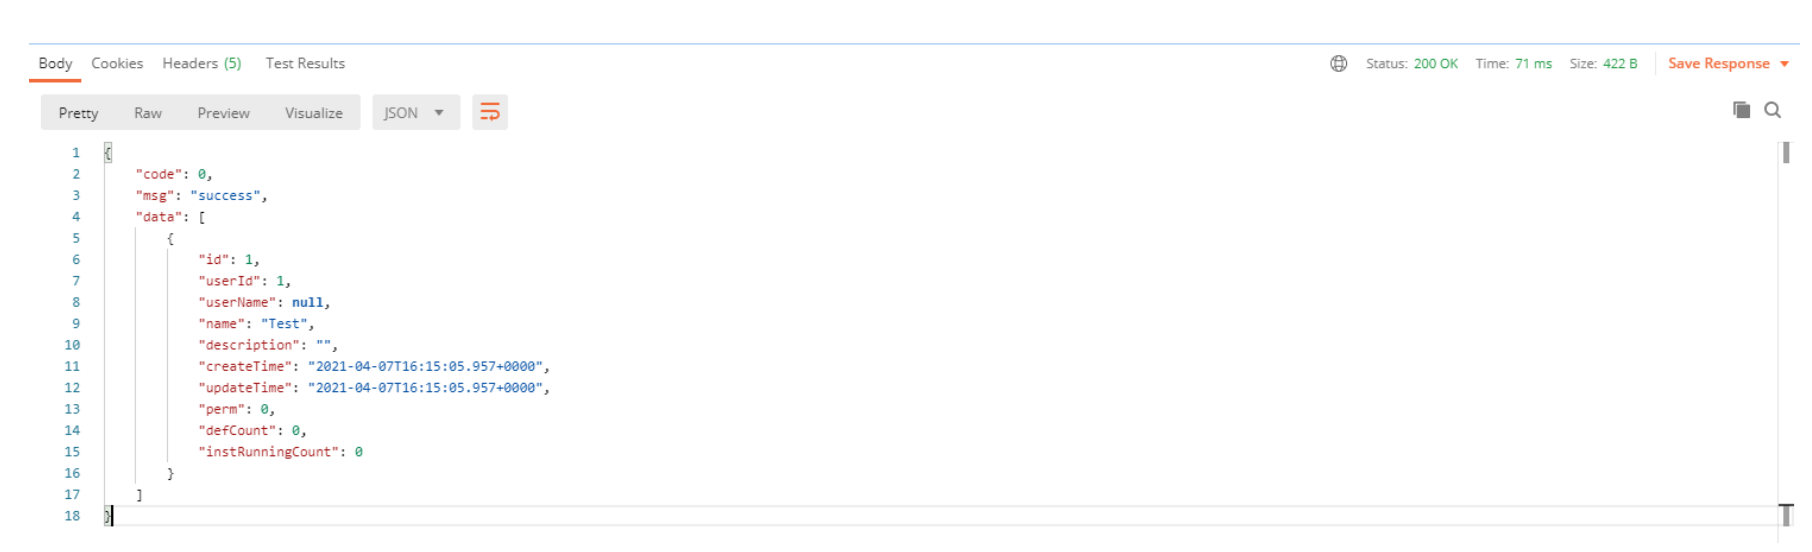 Body Cookies Headers (5) Test Results Status: 200 OK Time: 71 ms Size: 422 B Save Response
Pretty Raw Preview Visualize JSON
1 {
2 "code": 0,
3 "msg": "success",
4 "data": [
5 {
6 "id": 1,
7 "userId": 1,
8 "userName": null,
9 "name": "Test",
10 "description": "",
11 "createTime": "2021-04-07T16:15:05.957+0000",
12 "updateTime": "2021-04-07T16:15:05.957+0000",
13 "perm": 0,
14 "defCount": 0,
15 "instRunningCount": 0
16 }
17 ]
18 }